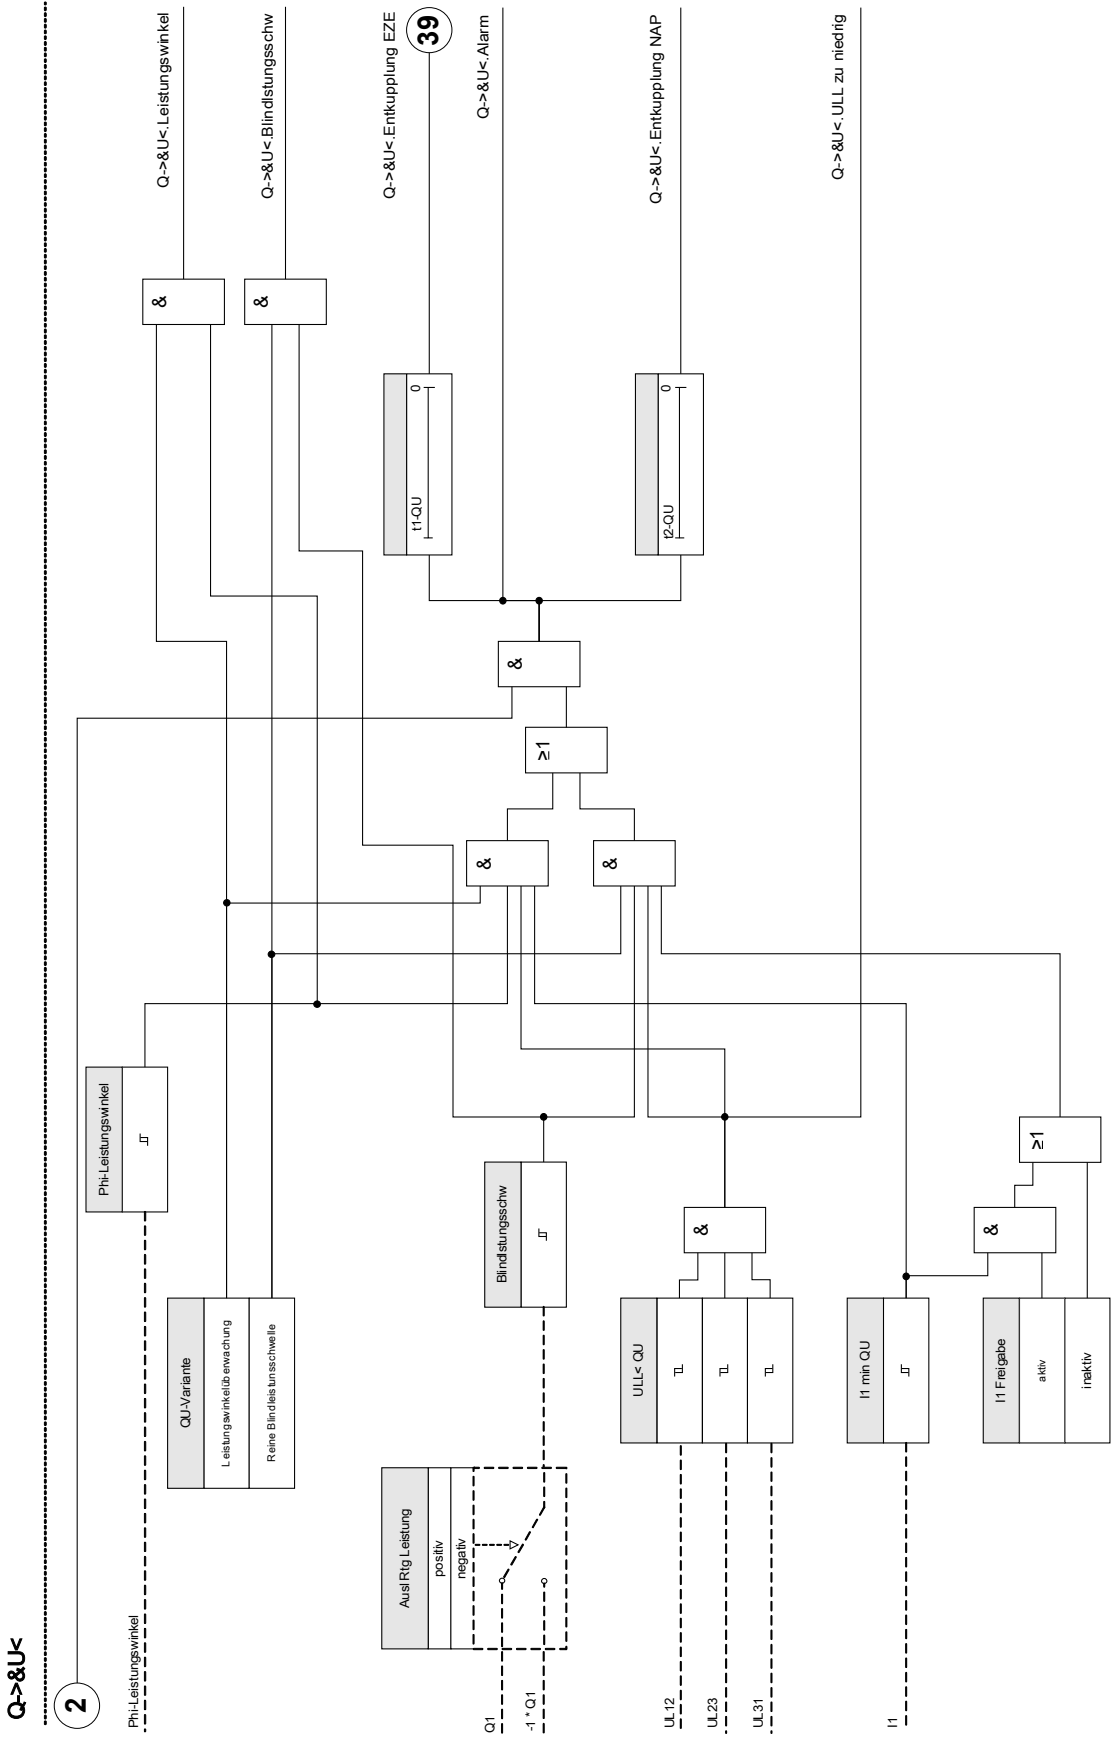 Q->&U<
2
Phi-Leistungswinkel
Phi-Leistungswinkel
QU-Variante
Leistungswinkelüberwachung
Reine Blindleistunsschwelle
Ausl Rtg Leistung
positiv
negativ
Q1
-1 * Q1
Blindlstungsschw
UL12
UL23
UL31
ULL< QU
&
I1
I1 min QU
I1 Freigabe
aktiv
inaktiv
&
≥1
&
&
≥1
&
t1-QU
0
t2-QU
0
&
&
Q->&U<.Leistungswinkel
Q->&U<.Blindlstungsschw
Q->&U<.Entkupplung EZE
39
Q->&U<.Alarm
Q->&U<.Entkupplung NAP
Q->&U<.ULL zu niedrig